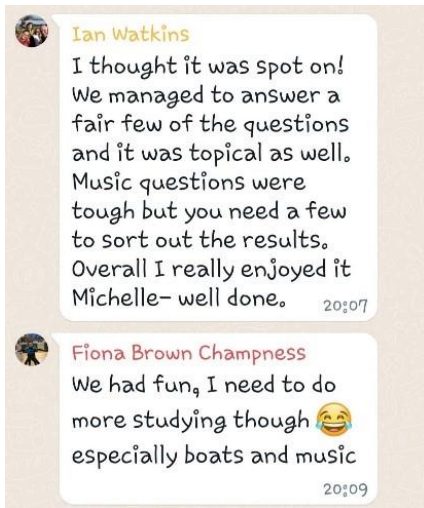 Ian Watkins
I thought it was spot on!
We managed to answer a
fair few of the questions
and it was topical as well.
Music questions were
tough but you need a few
to sort out the results.
Overall I really enjoyed it
Michelle- well done.
20:07
Fiona Brown Champness
We had fun, I need to do
more studying though 😂
especially boats and music
20:09